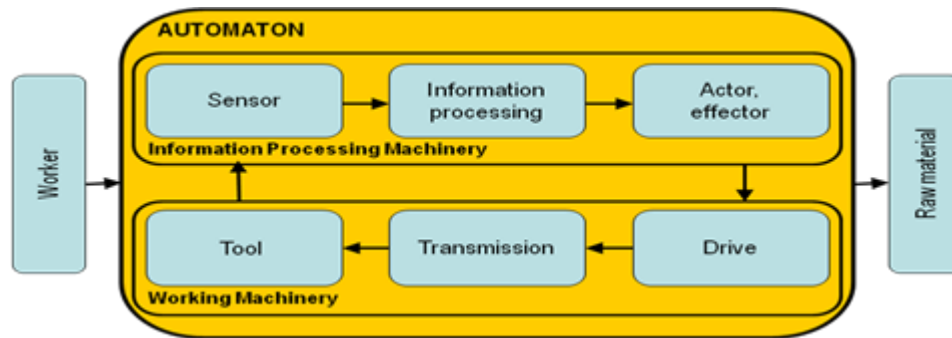 AUTOMATON
Worker
Sensor
Information
processing
Actor,
effector
Information Processing Machinery
Tool
Transmission
Drive
Working Machinery
Raw material